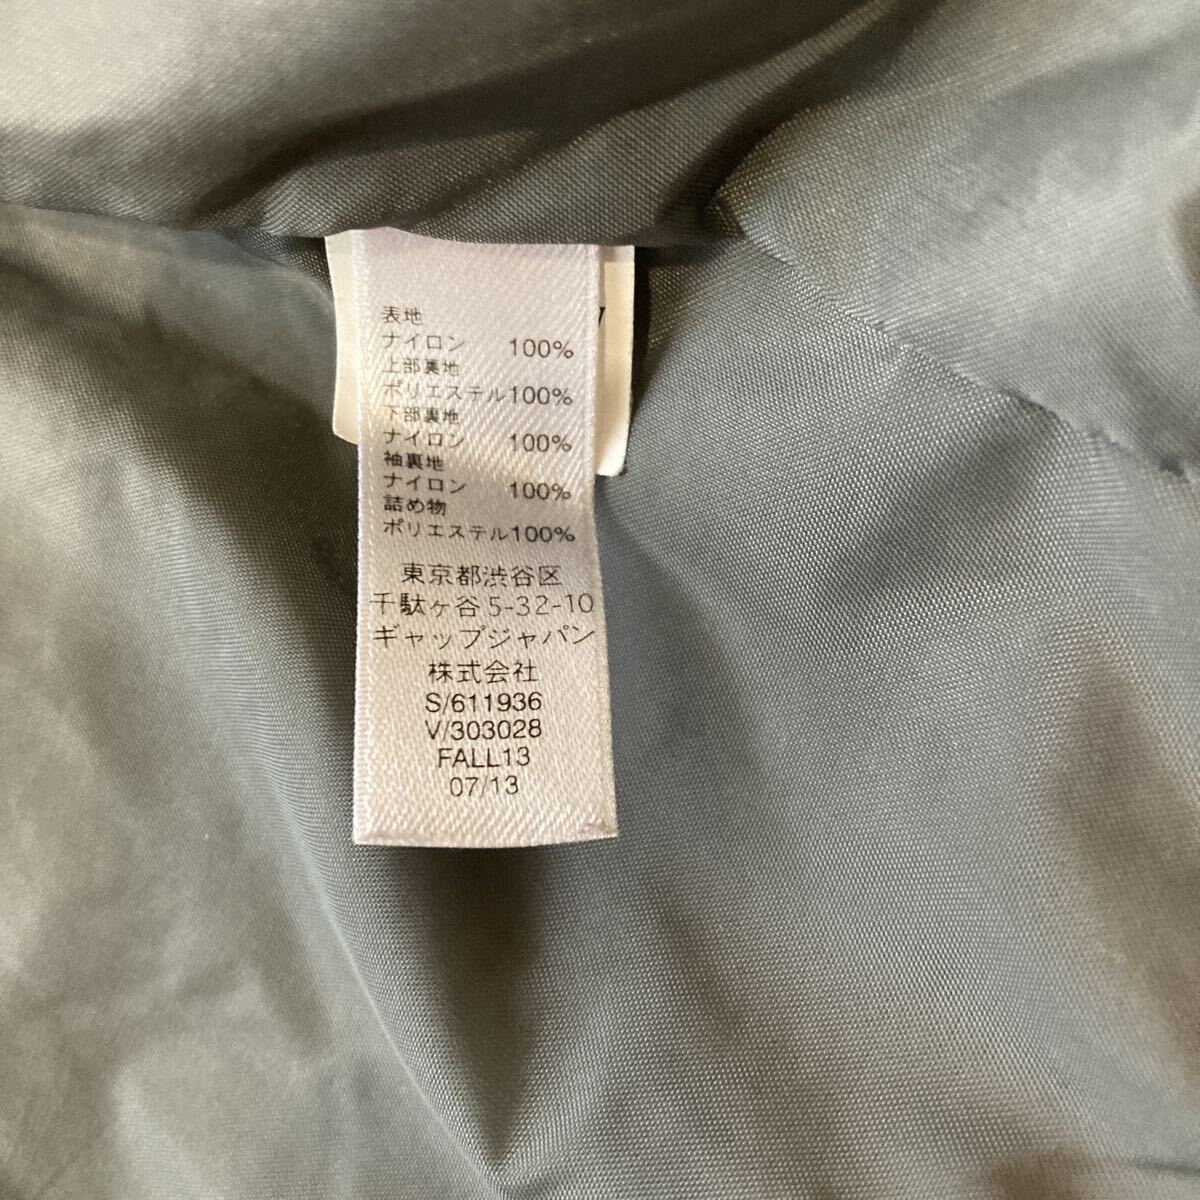 表地
ナイロン 100%
上部裏地
ポリエステル100%
下部裏地
ナイロン 100%
袖裏地
ナイロン 100%
詰め物
ポリエステル100%
東京都渋谷区
千駄ヶ谷5-32-10
ギャップジャパン
株式会社
S/611936
V/303028
FALL13
07/13